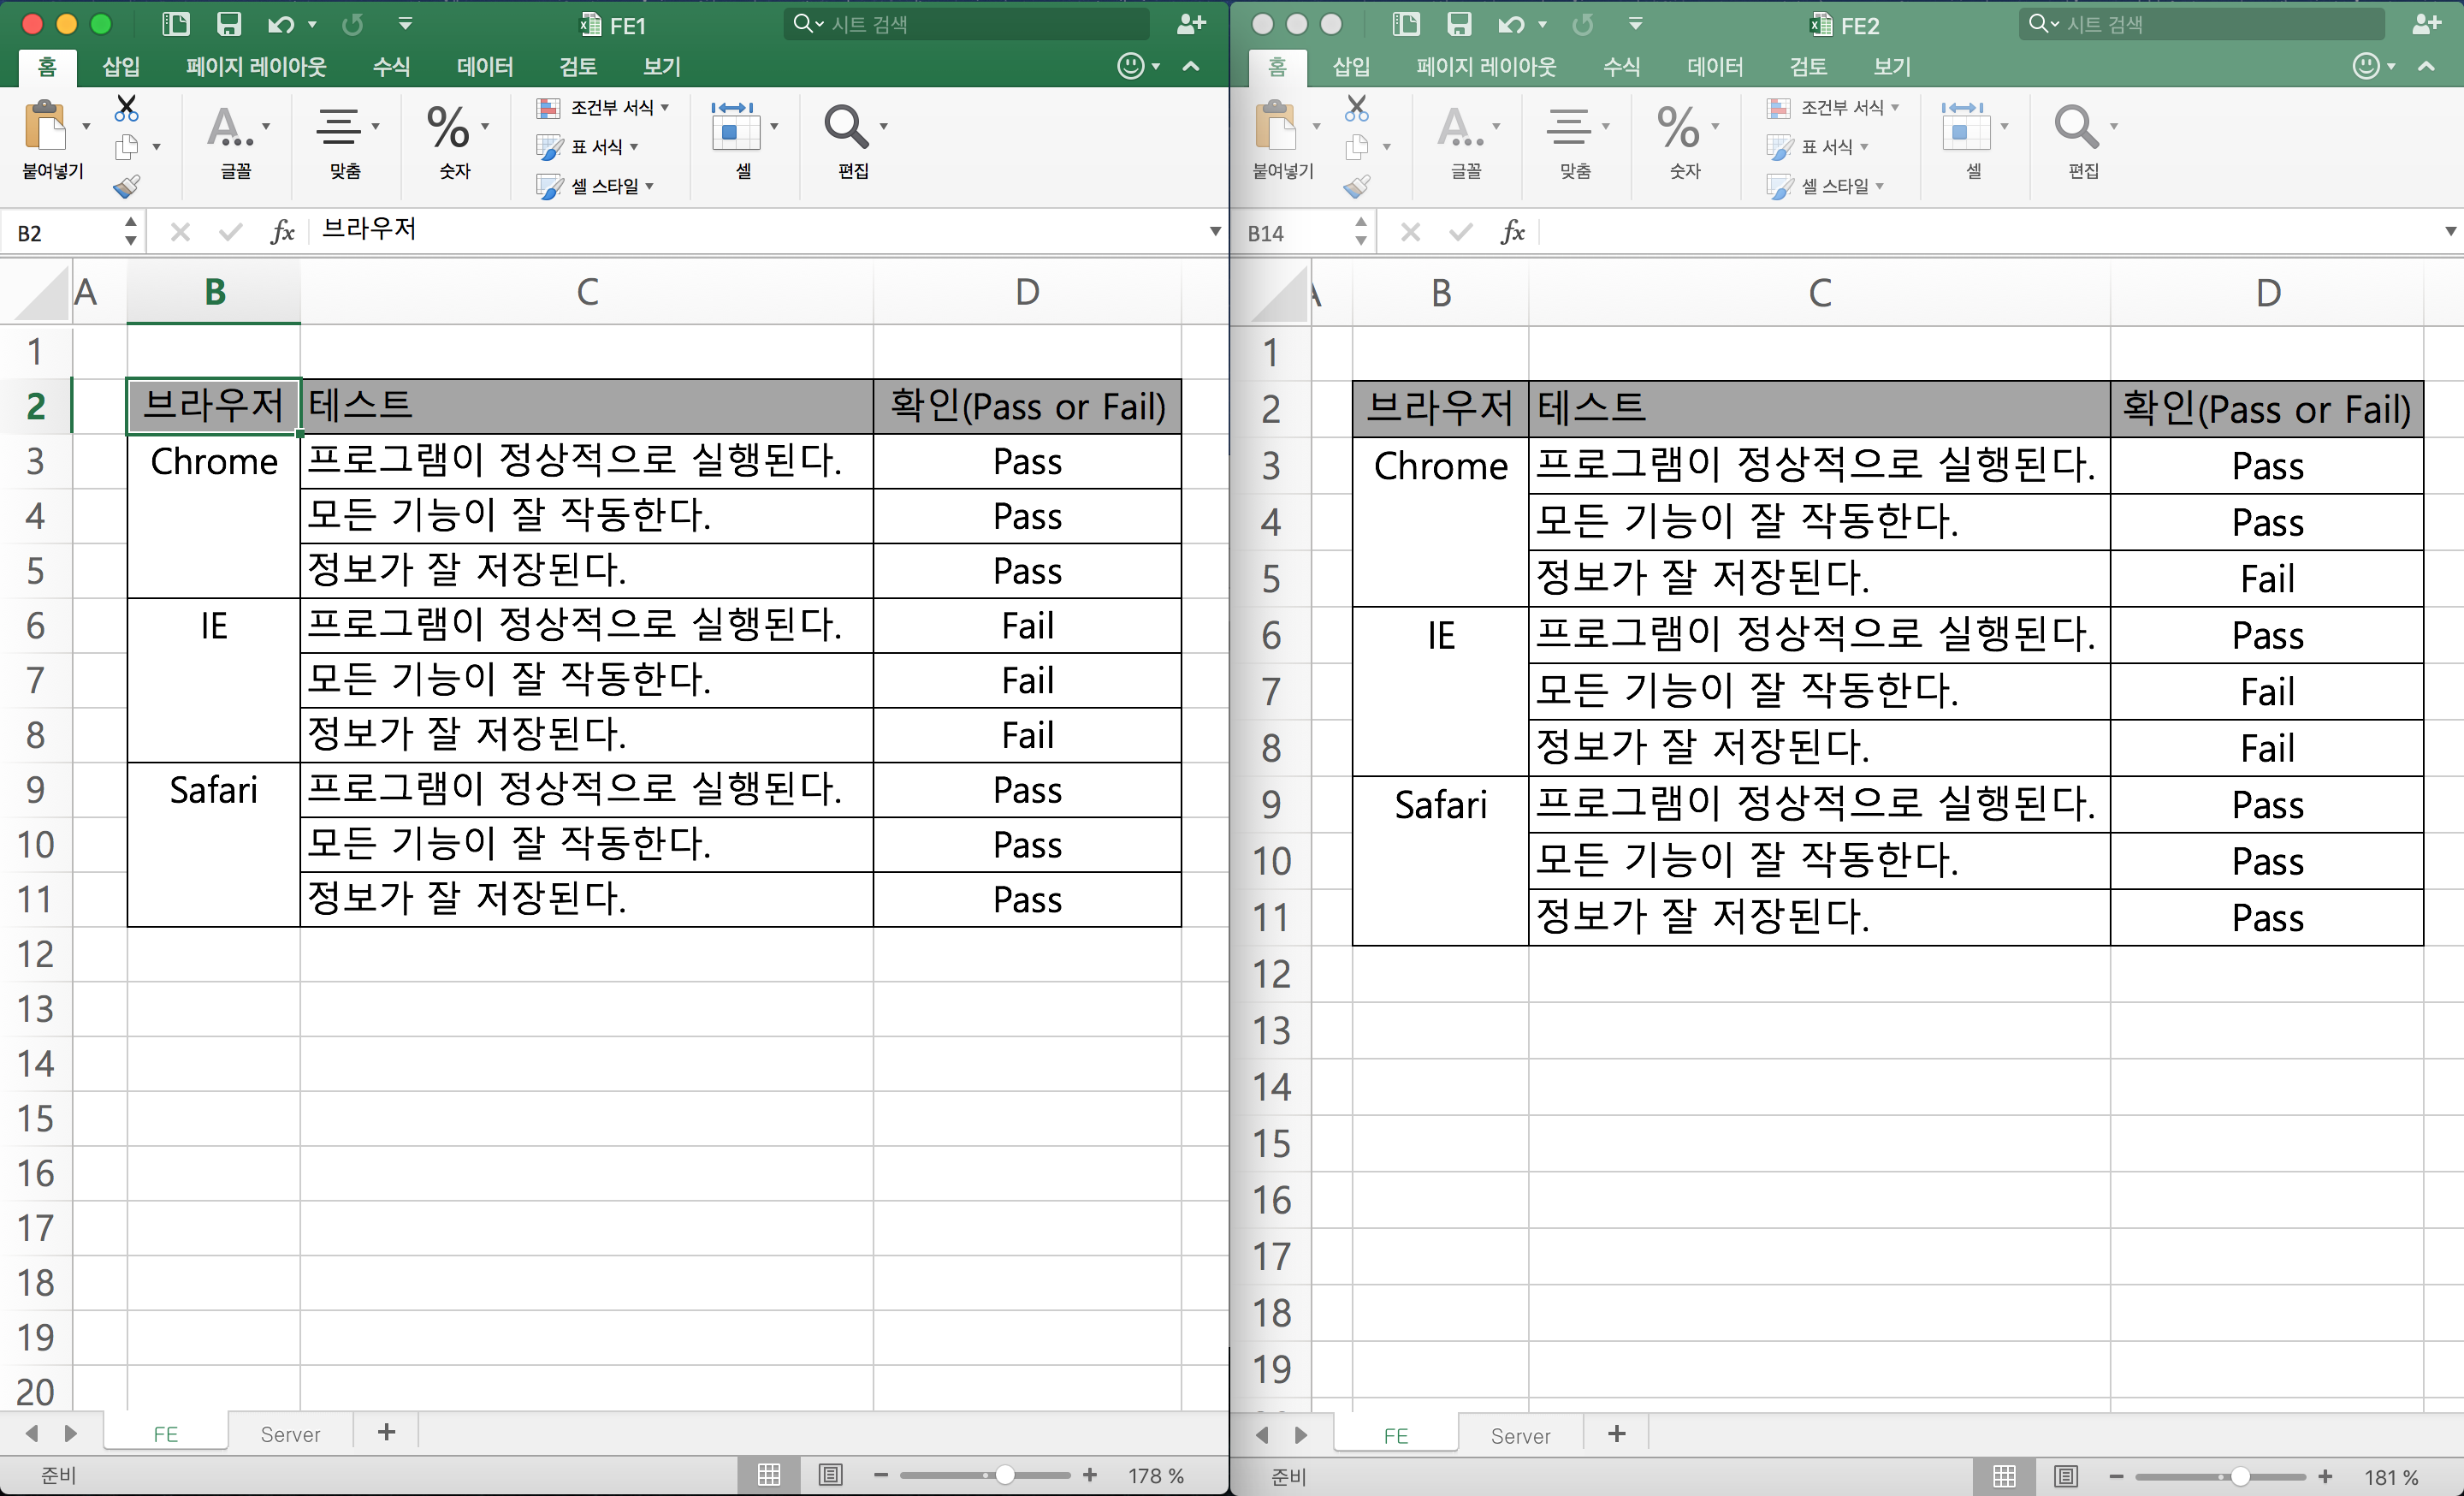 FE1
시트 검색
홈 삽입 페이지 레이아웃 수식 데이터 검토 보기
붙여넣기 글꼴 맞춤 % 숫자 조건부 서식 표 서식 셀 스타일 셀 편집
B2 fx 브라우저
A B C D
1
2 브라우저 테스트 확인(Pass or Fail)
3 Chrome 프로그램이 정상적으로 실행된다. Pass
4 모든 기능이 잘 작동한다. Pass
5 정보가 잘 저장된다. Pass
6 IE 프로그램이 정상적으로 실행된다. Fail
7 모든 기능이 잘 작동한다. Fail
8 정보가 잘 저장된다. Fail
9 Safari 프로그램이 정상적으로 실행된다. Pass
10 모든 기능이 잘 작동한다. Pass
11 정보가 잘 저장된다. Pass
12
13
14
15
16
17
18
19
20
FE Server +
준비 178 %
FE2
시트 검색
홈 삽입 페이지 레이아웃 수식 데이터 검토 보기
붙여넣기 글꼴 맞춤 % 숫자 조건부 서식 표 서식 셀 스타일 셀 편집
B14 fx
A B C D
1
2 브라우저 테스트 확인(Pass or Fail)
3 Chrome 프로그램이 정상적으로 실행된다. Pass
4 모든 기능이 잘 작동한다. Pass
5 정보가 잘 저장된다. Fail
6 IE 프로그램이 정상적으로 실행된다. Pass
7 모든 기능이 잘 작동한다. Fail
8 정보가 잘 저장된다. Fail
9 Safari 프로그램이 정상적으로 실행된다. Pass
10 모든 기능이 잘 작동한다. Pass
11 정보가 잘 저장된다. Pass
12
13
14
15
16
17
18
19
FE Server +
준비 181 %